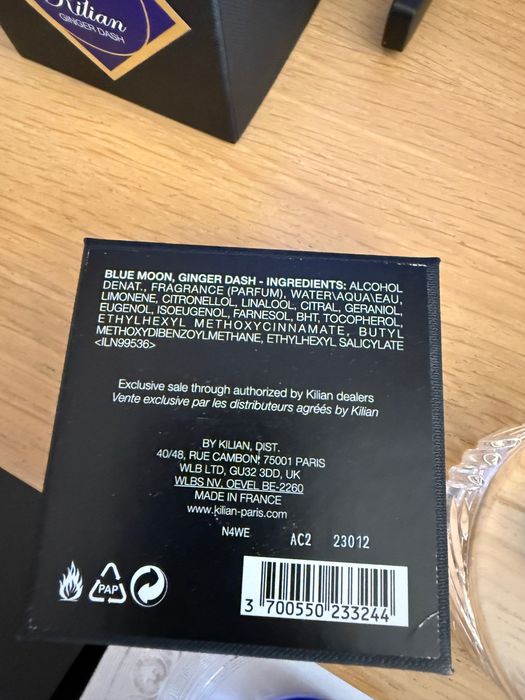 Kilian
GINGER DASH
BLUE MOON, GINGER DASH - INGREDIENTS: ALCOHOL
DENAT., FRAGRANCE (PARFUM), WATER\AQUA\EAU,
LIMONENE, CITRONELLOL, LINALOOL, CITRAL, GERANIOL,
EUGENOL, ISOEUGENOL, FARNESOL, BHT, TOCOPHEROL,
ETHYLHEXYL METHOXYCINNAMATE, BUTYL
METHOXYDIBENZOYLMETHANE, ETHYLHEXYL SALICYLATE
<ILN99536>
Exclusive sale through authorized by Kilian dealers
Vente exclusive par les distributeurs agréés by Kilian
BY KILIAN, DIST.
40/48, RUE CAMBON, 75001 PARIS
WLB LTD, GU32 3DD, UK
WLBS NV. OEVEL BE-2260
MADE IN FRANCE
www.kilian-paris.com
N4WE AC2 23012
PAP
3 700550 233244